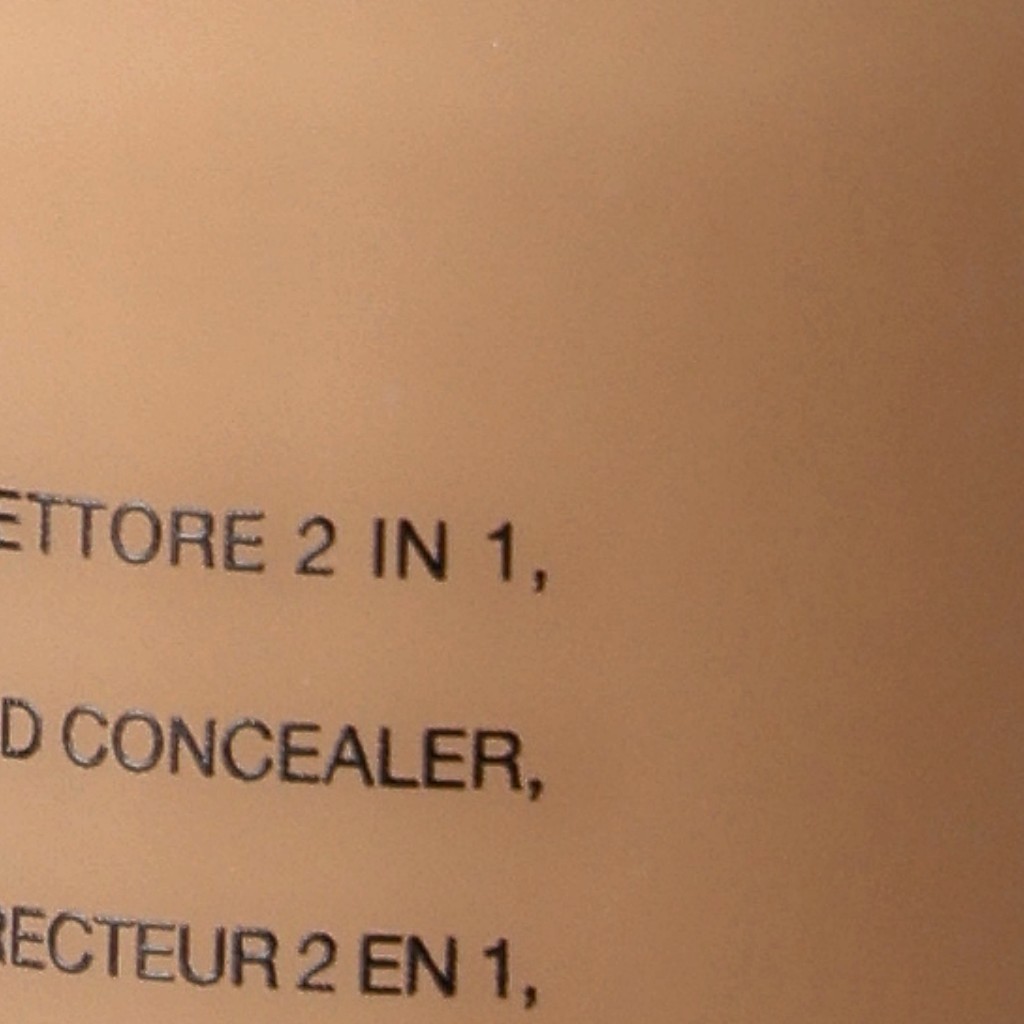 ETTORE 2 IN 1,
D CONCEALER,
RECTEUR 2 EN 1,